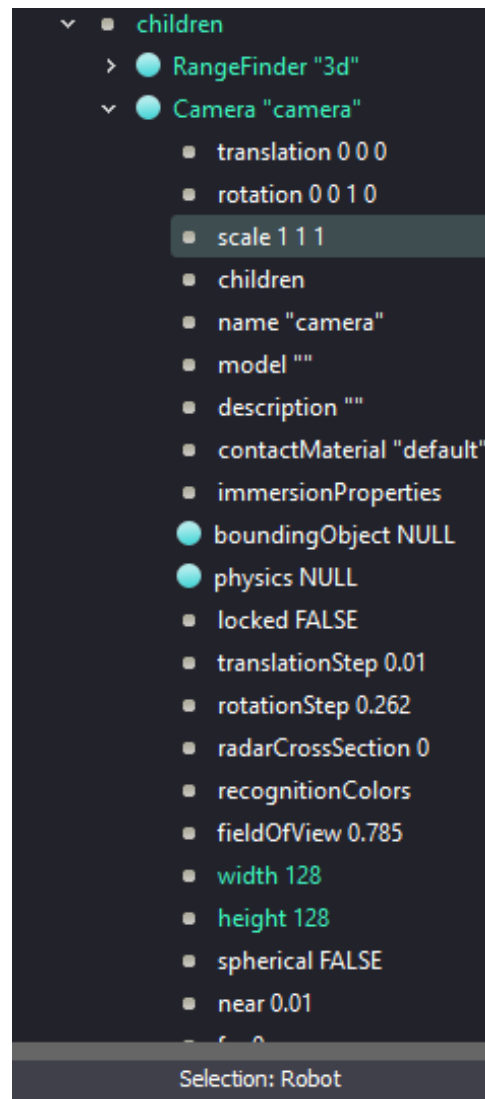 children
RangeFinder "3d"
Camera "camera"
translation 0 0 0
rotation 0 0 1 0
scale 1 1 1
children
name "camera"
model ""
description ""
contactMaterial "default"
immersionProperties
boundingObject NULL
physics NULL
locked FALSE
translationStep 0.01
rotationStep 0.262
radarCrossSection 0
recognitionColors
fieldOfView 0.785
width 128
height 128
spherical FALSE
near 0.01
Selection: Robot